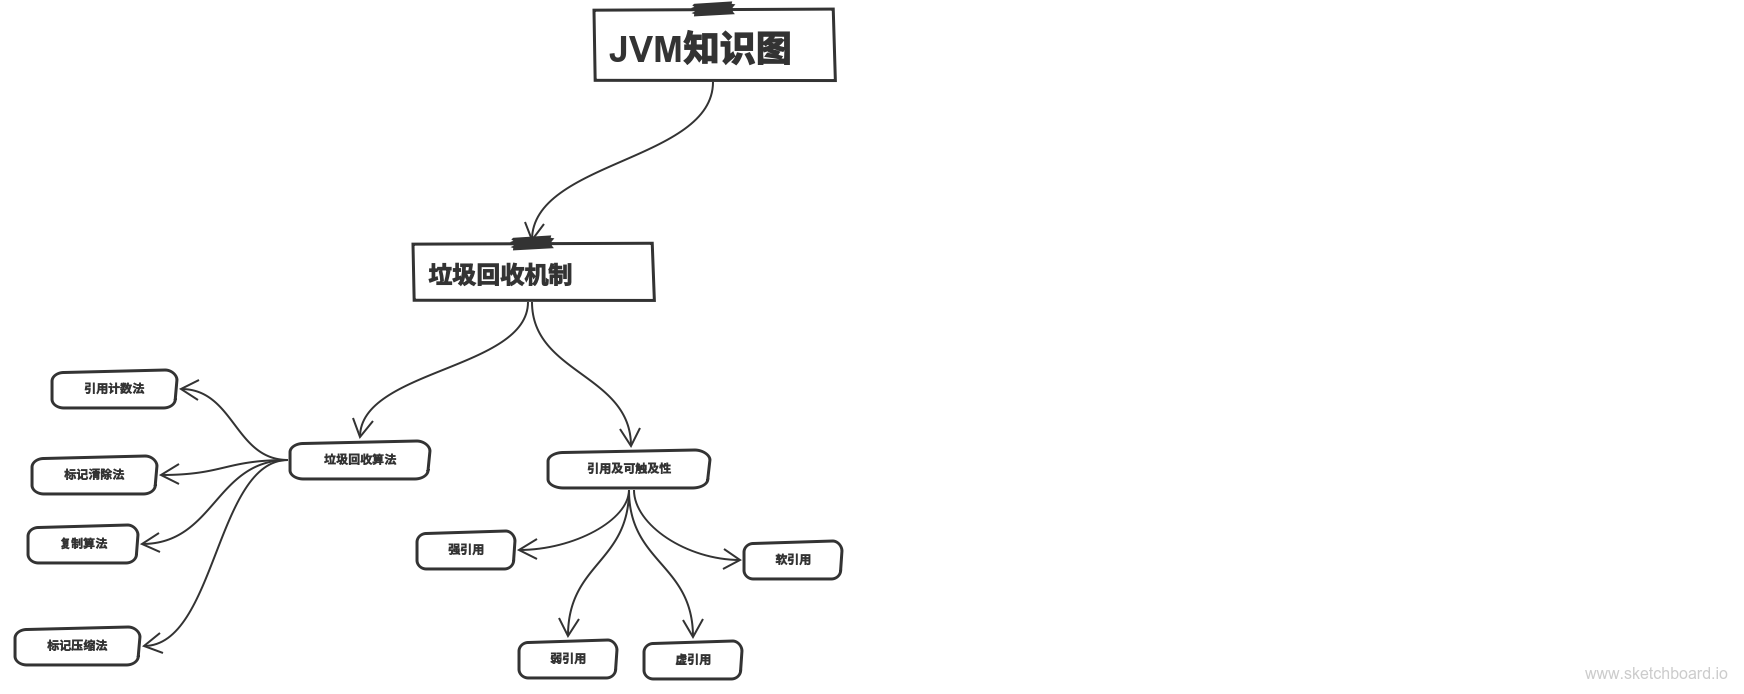 JVM知识图
垃圾回收机制
引用计数法
垃圾回收算法
引用及可触及性
标记清除法
复制算法
强引用
软引用
标记压缩法
弱引用
虚引用
www.sketchboard.io